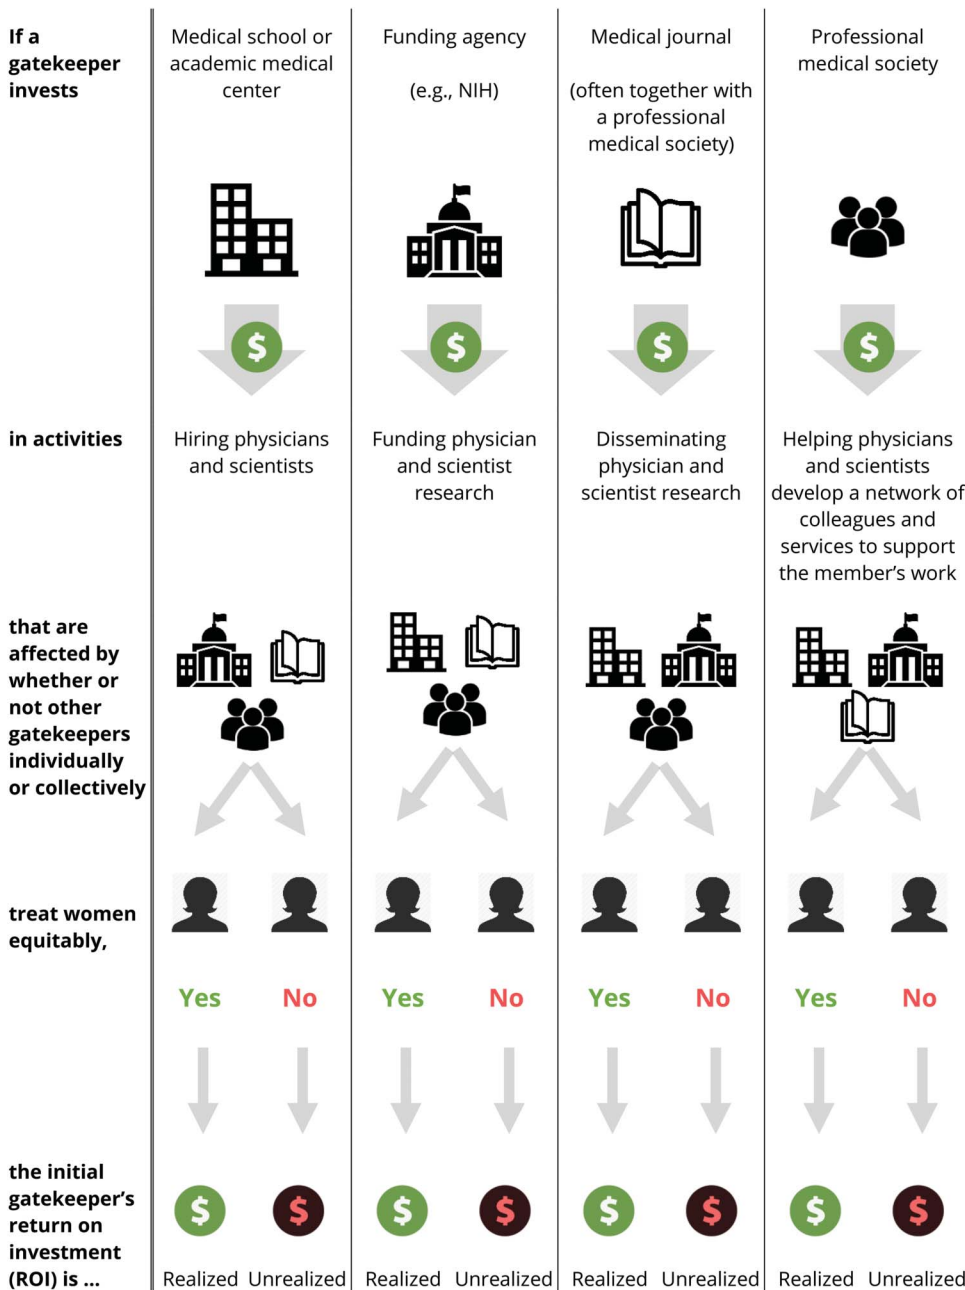 If a
gatekeeper
invests
Medical school or
academic medical
center
Funding agency
(e.g., NIH)
Medical journal
(often together with
a professional
medical society)
Professional
medical society
$
$
$
$
in activities
Hiring physicians
and scientists
Funding physician
and scientist
research
Disseminating
physician and
scientist research
Helping physicians
and scientists
develop a network of
colleagues and
services to support
the member's work
that are
affected by
whether or
not other
gatekeepers
individually
or collectively
treat women
equitably,
Yes
No
Yes
No
Yes
No
Yes
No
the initial
gatekeeper's
return on
investment
(ROI) is ...
$
$
$
$
$
$
$
$
Realized
Unrealized
Realized
Unrealized
Realized
Unrealized
Realized
Unrealized